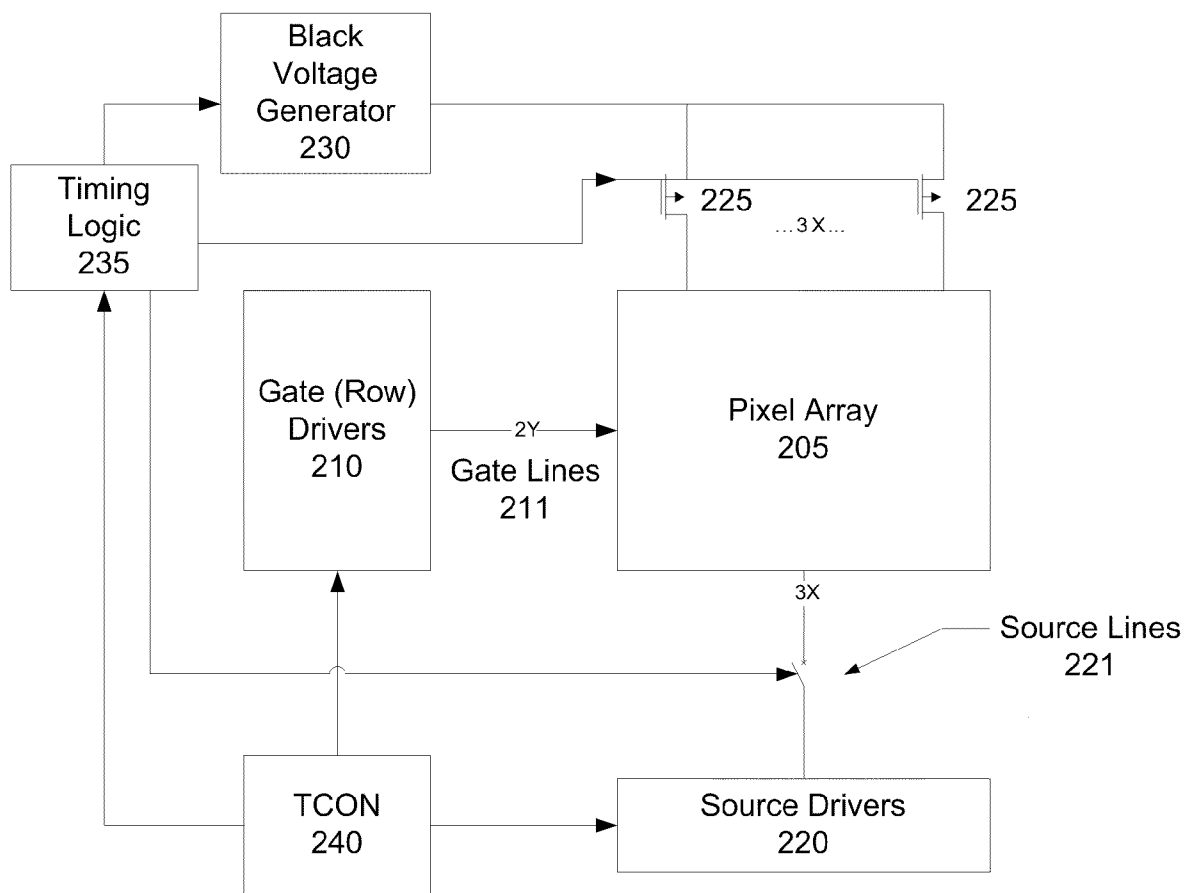 Black
Voltage
Generator
230
Timing
Logic
235
225
225
...3X...
Gate (Row)
Drivers
210
2Y
Gate Lines
211
Pixel Array
205
3X
Source Lines
221
TCON
240
Source Drivers
220